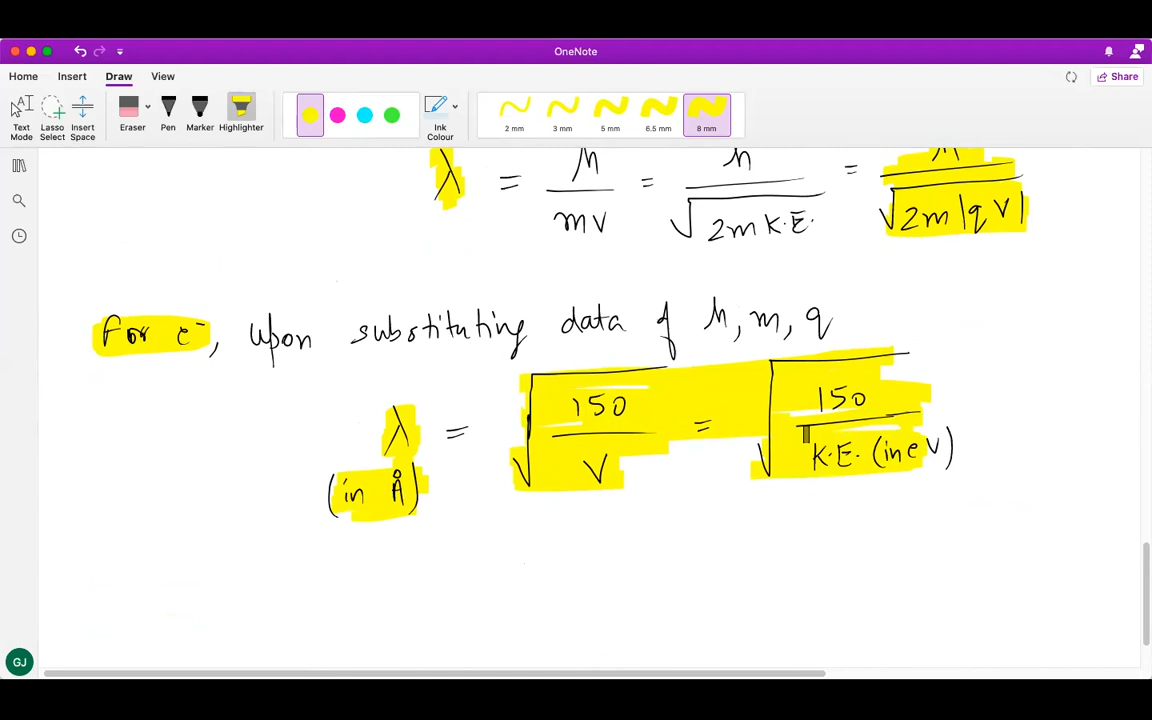 OneNote
Home Insert Draw View Share
Text Mode Lasso Select Insert Space Eraser Pen Marker Highlighter Ink Colour 2 mm 3 mm 5 mm 6.5 mm 8 mm
λ = h/mv = h/√(2m K.E.) = h/√(2m |qV|)
For e⁻, upon substituting data of h, m, q
λ = √(150/V) = √(150/K.E. (in eV))
(in Å)
GJ